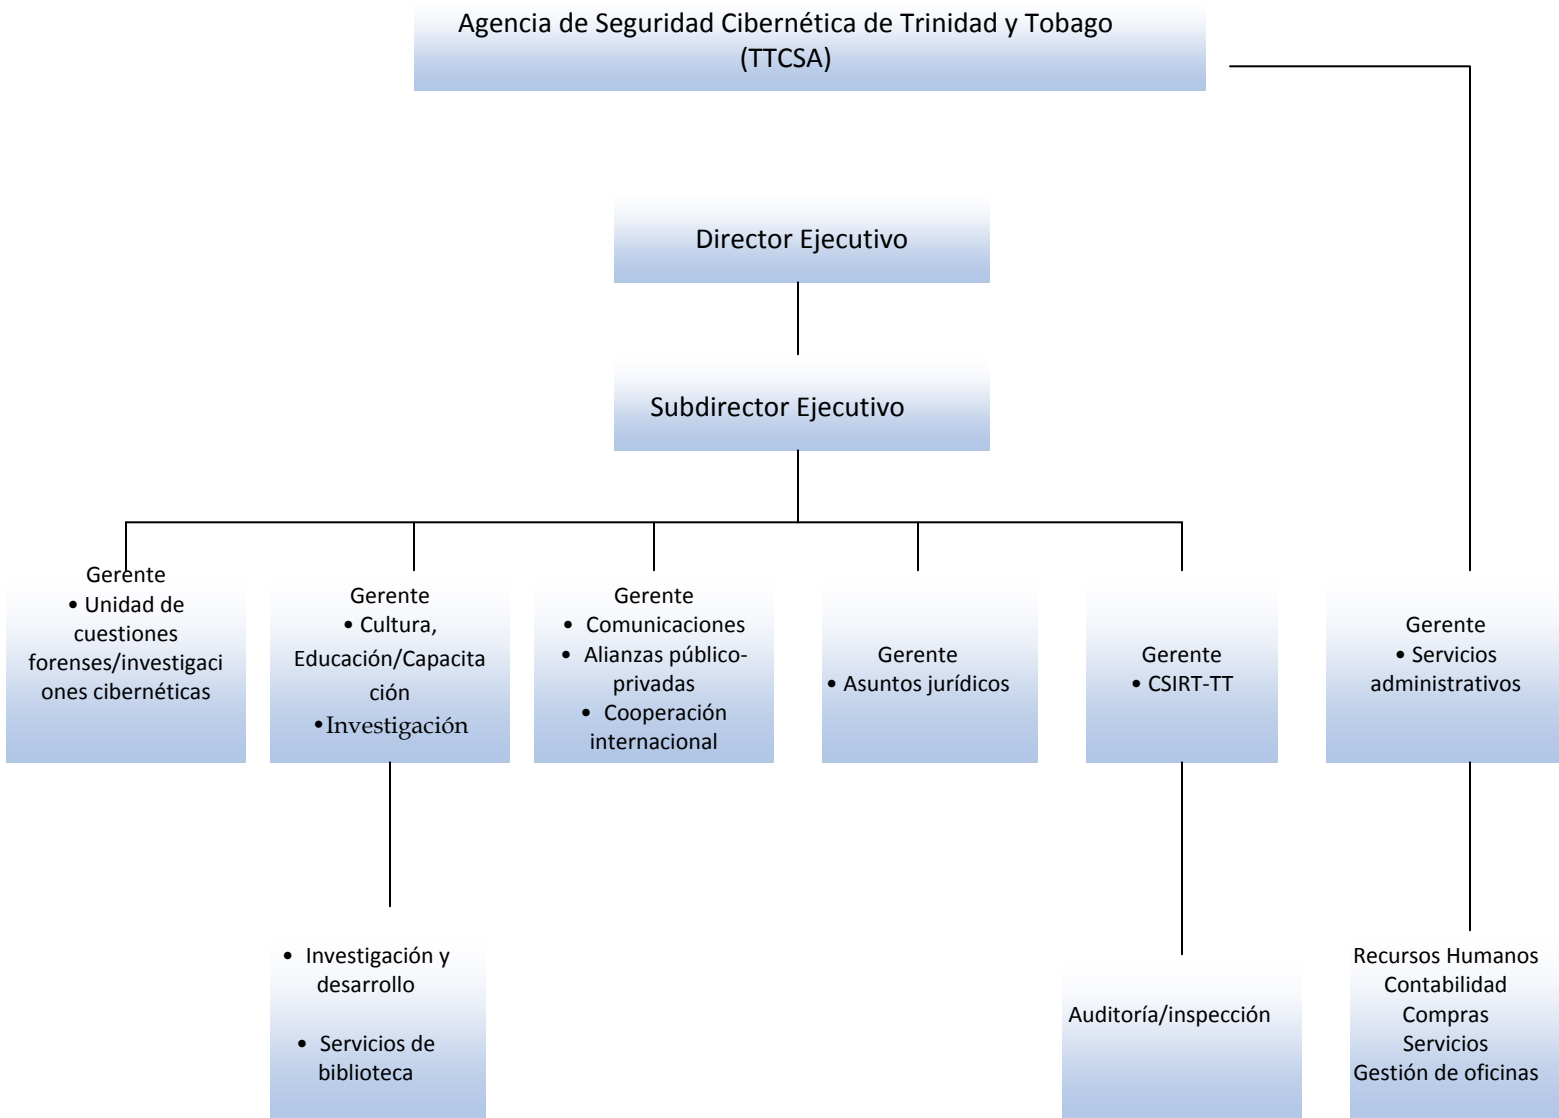 Agencia de Seguridad Cibernética de Trinidad y Tobago
(TTCSA)
Director Ejecutivo
Subdirector Ejecutivo
Gerente
• Unidad de
cuestiones
forenses/investigaci
ones cibernéticas
Gerente
• Cultura,
Educación/Capacita
ción
•Investigación
Gerente
• Comunicaciones
• Alianzas público-
privadas
• Cooperación
internacional
Gerente
• Asuntos jurídicos
Gerente
• CSIRT-TT
Gerente
• Servicios
administrativos
• Investigación y
desarrollo
• Servicios de
biblioteca
Auditoría/inspección
Recursos Humanos
Contabilidad
Compras
Servicios
Gestión de oficinas